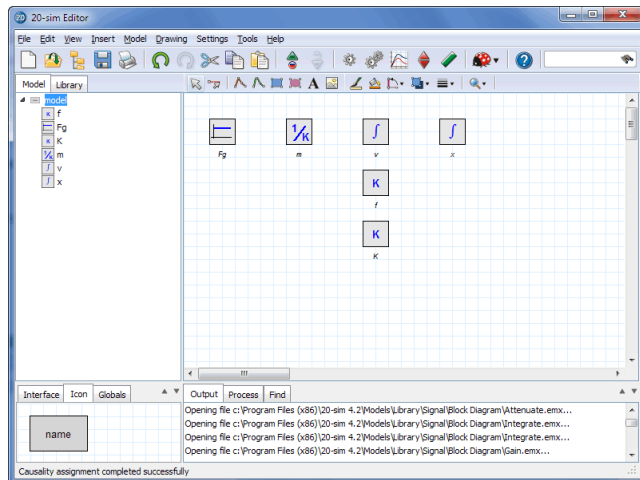 20-sim Editor
File Edit View Insert Model Drawing Settings Tools Help
Model Library
model
K f
Fg
K K
1/K m
∫ v
∫ x
1/K ∫ ∫
Fg m v x
K
f
K
K
Interface Icon Globals
name
Output Process Find
Opening file c:\Program Files (x86)\20-sim 4.2\Models\Library\Signal\Block Diagram\Attenuate.emx...
Opening file c:\Program Files (x86)\20-sim 4.2\Models\Library\Signal\Block Diagram\Integrate.emx...
Opening file c:\Program Files (x86)\20-sim 4.2\Models\Library\Signal\Block Diagram\Integrate.emx...
Opening file c:\Program Files (x86)\20-sim 4.2\Models\Library\Signal\Block Diagram\Gain.emx...
Causality assignment completed successfully